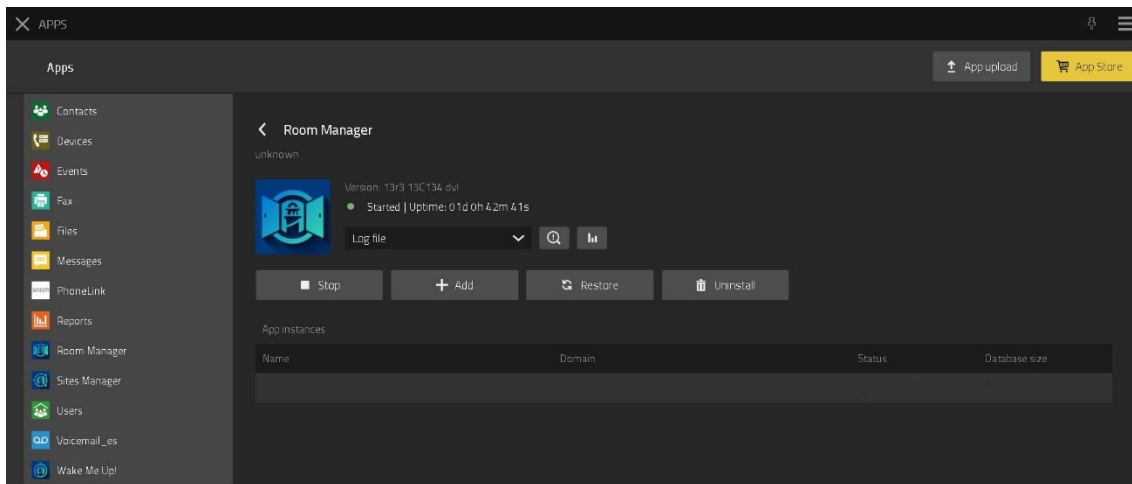 APPS
Apps
App upload
App Store
Contacts
Devices
Events
Fax
Files
Messages
snom PhoneLink
Reports
Room Manager
Sites Manager
Users
Voicemail_es
Wake Me Up!
Room Manager
unknown
Version: 13r3 13C134 dvl
Started | Uptime: 01d 0h 42m 41s
Log file
Stop
Add
Restore
Uninstall
App instances
Name Domain Status Database size